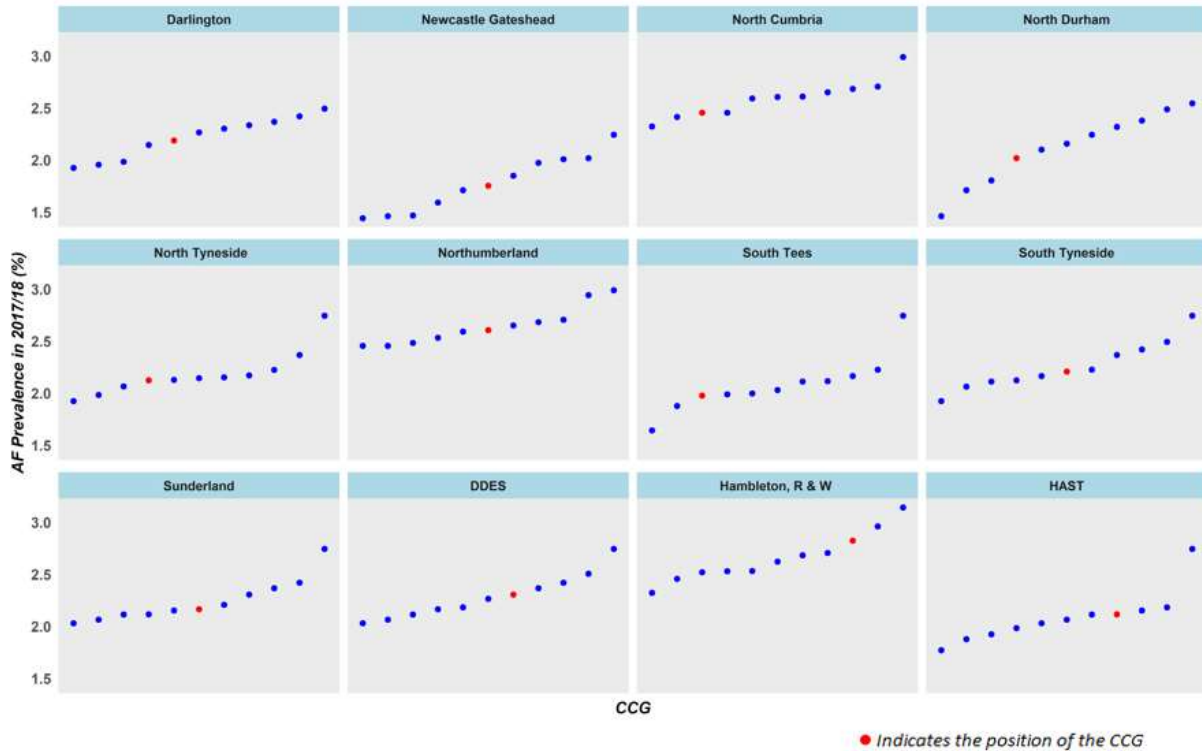 Darlington
Newcastle Gateshead
North Cumbria
North Durham
3.0
2.5
2.0
1.5
North Tyneside
Northumberland
South Tees
South Tyneside
3.0
2.5
2.0
1.5
AF Prevalence in 2017/18 (%)
Sunderland
DDES
Hambleton, R & W
HAST
3.0
2.5
2.0
1.5
CCG
Indicates the position of the CCG